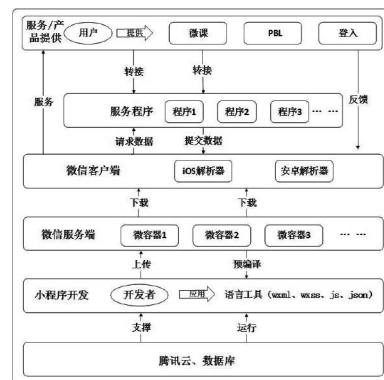 服务/产品提供 用户 提供 微课 PBL 登入
转接 转接
服务 反馈
服务程序 程序1 程序2 程序3 ... ...
请求数据 提交数据
微信客户端 iOS解析器 安卓解析器
下载 下载
微信服务端 微容器1 微容器2 微容器3 ... ...
上传 预编译
小程序开发 开发者 应用 语言工具（wxml、wxss、js、json）
支撑 运行
腾讯云、数据库